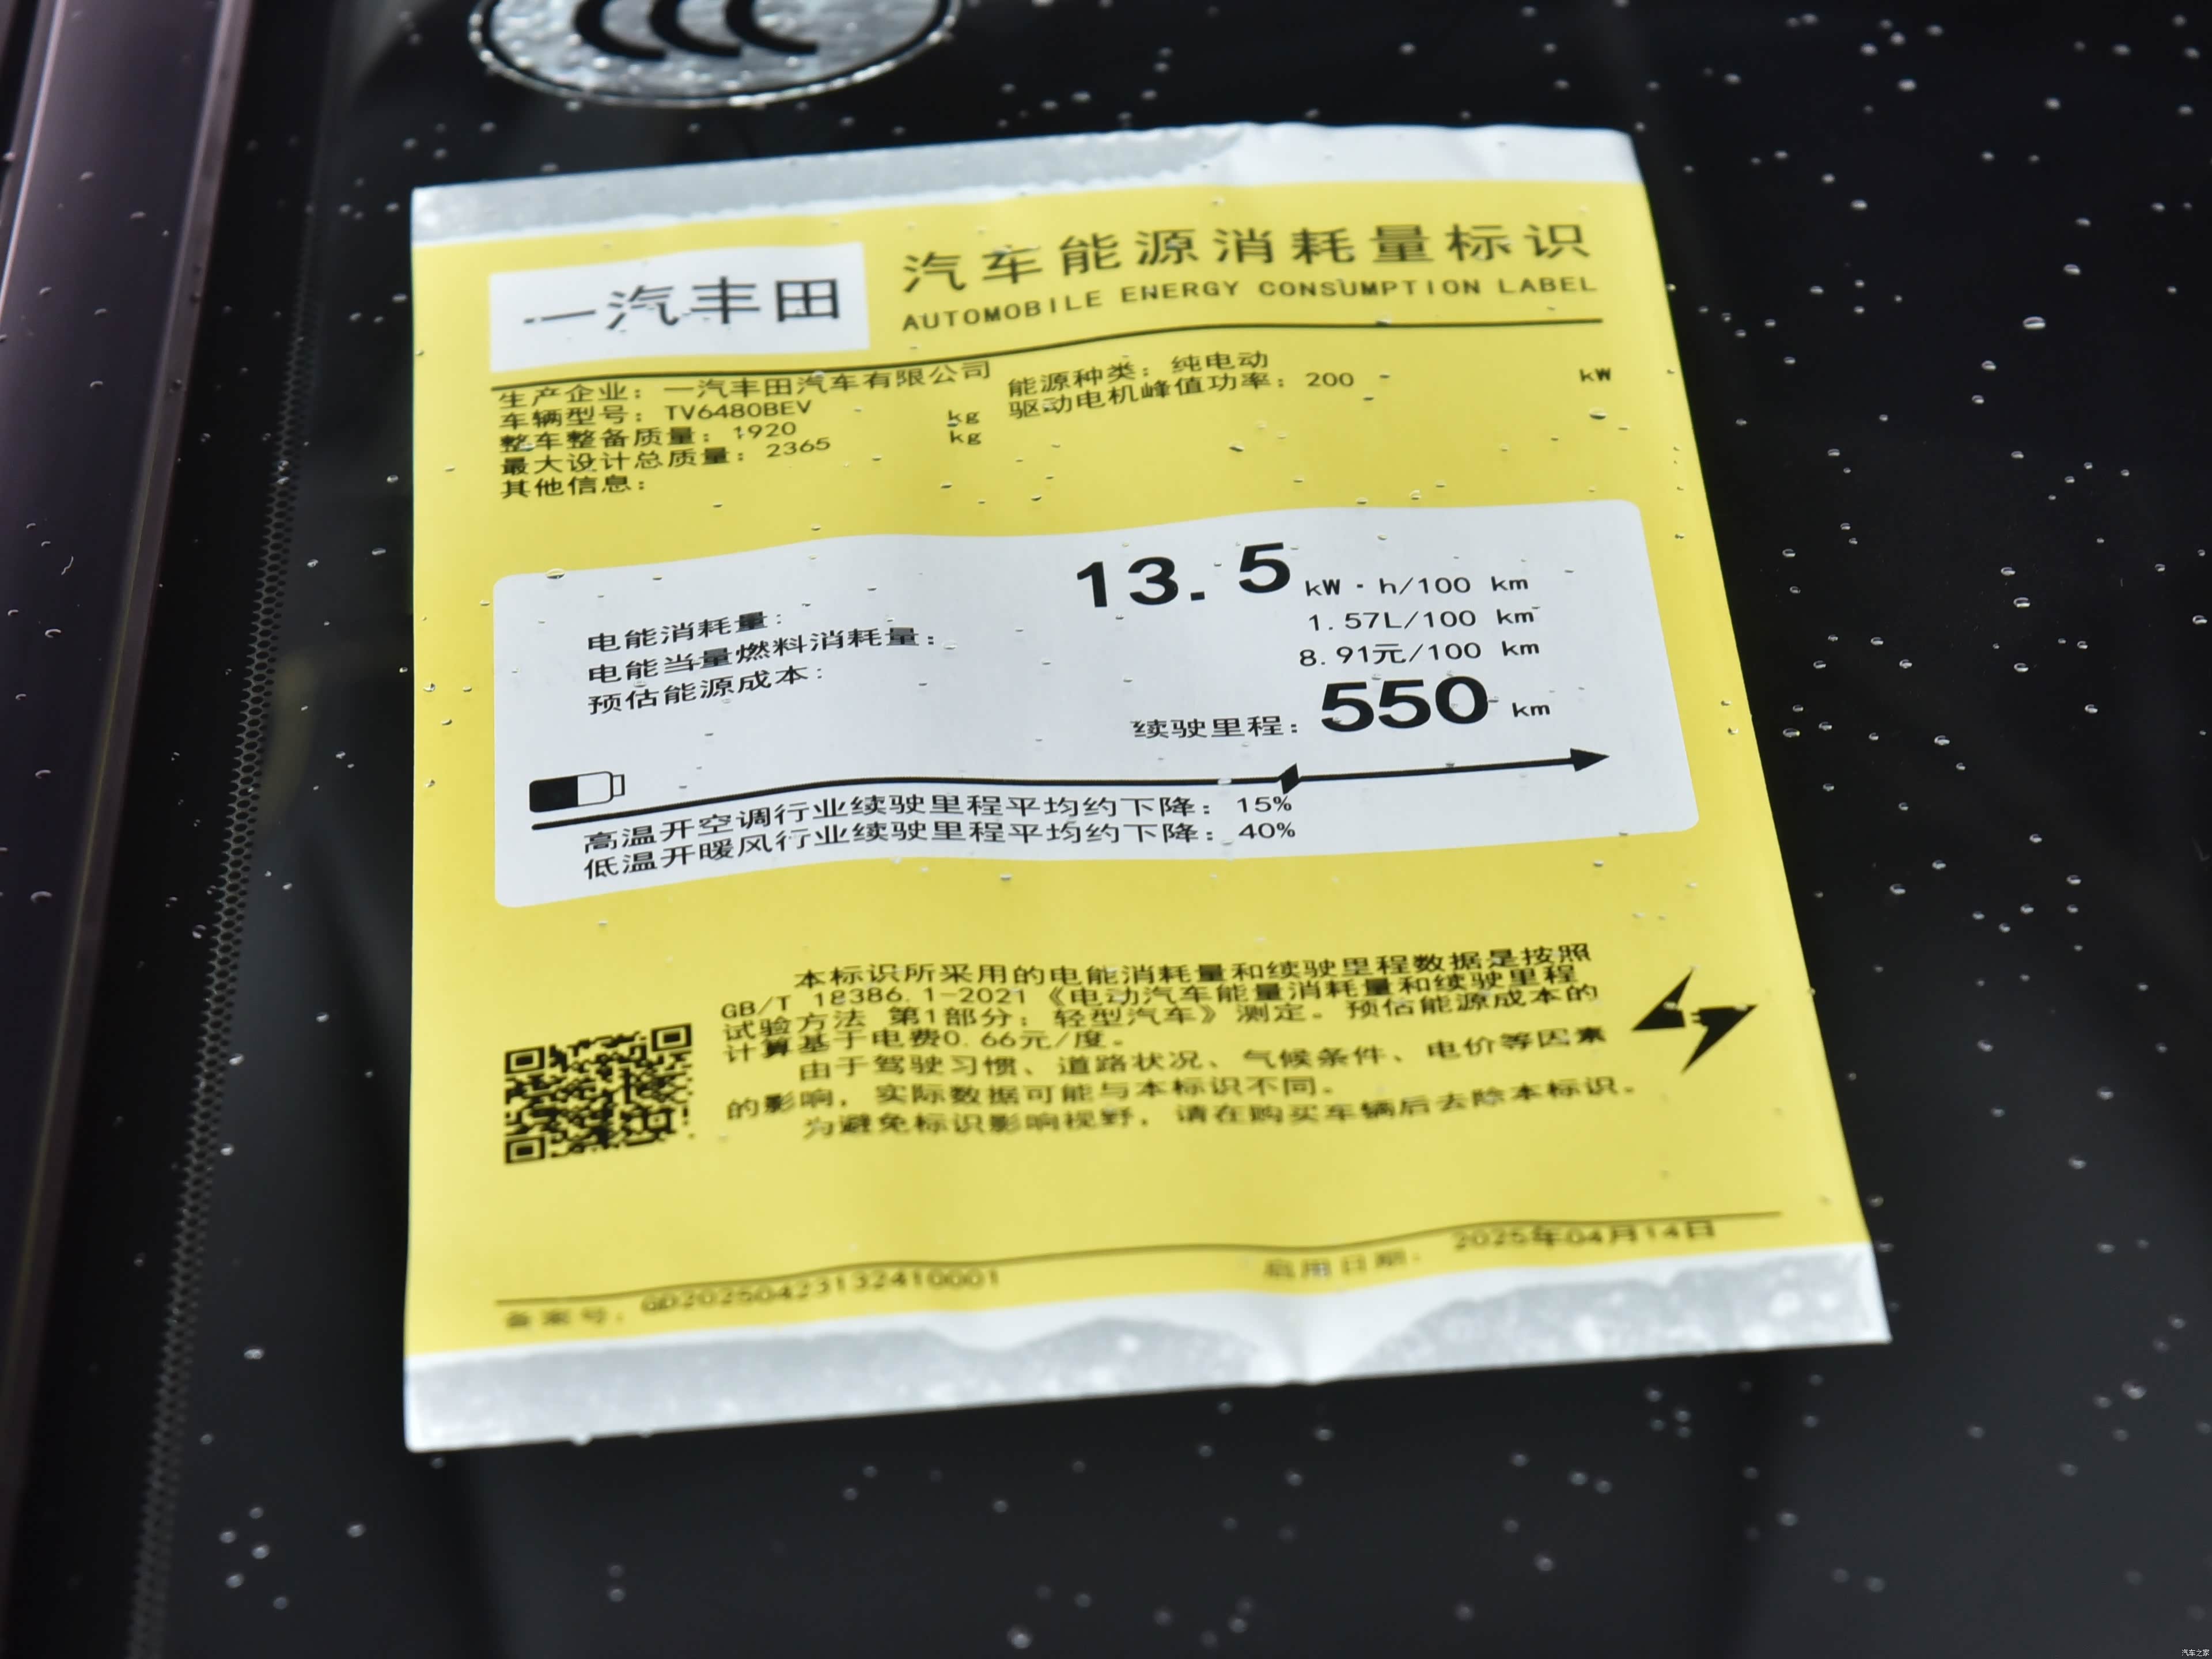 CCC
一汽丰田
汽车能源消耗量标识
AUTOMOBILE ENERGY CONSUMPTION LABEL
生产企业：一汽丰田汽车有限公司
车辆型号：TV6480BEV
整车整备质量：1920 kg
最大设计总质量：2365 kg
其他信息：
能源种类：纯电动
驱动电机峰值功率：200 kW
电能消耗量： 13.5 kW·h/100 km
电能当量燃料消耗量： 1.57L/100 km
预估能源成本： 8.91元/100 km
续驶里程：550 km
高温开空调行业续驶里程平均约下降：15%
低温开暖风行业续驶里程平均约下降：40%
本标识所采用的电能消耗量和续驶里程数据是按照
GB/T 18386.1-2021《电动汽车能量消耗量和续驶里程
试验方法 第1部分：轻型汽车》测定。预估能源成本的
计算基于电费0.66元/度。
由于驾驶习惯、道路状况、气候条件、电价等因素
的影响，实际数据可能与本标识不同。
为避免标识影响视野，请在购买车辆后去除本标识。
备案号：GD20250423132410001
启用日期：2025年04月14日
汽车之家